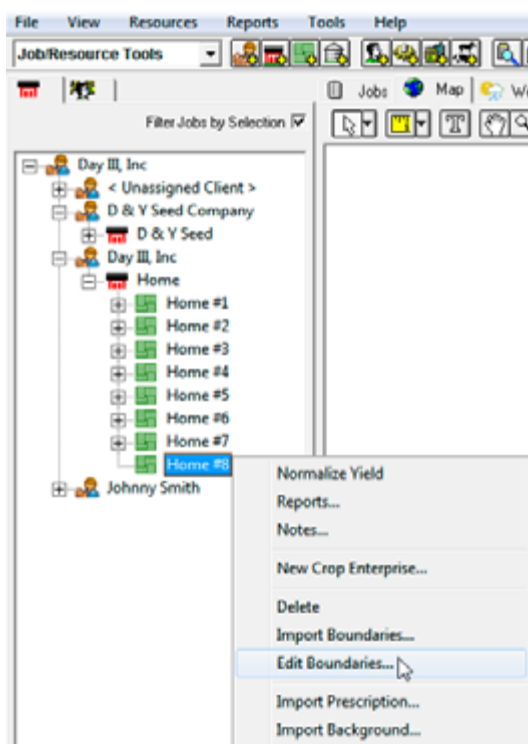 File View Resources Reports Tools Help
Job/Resource Tools
Jobs Map
Filter Jobs by Selection
T
Day III, Inc
< Unassigned Client >
D & Y Seed Company
D & Y Seed
Day III, Inc
Home
Home #1
Home #2
Home #3
Home #4
Home #5
Home #6
Home #7
Home #8
Johnny Smith
Normalize Yield
Reports...
Notes...
New Crop Enterprise...
Delete
Import Boundaries...
Edit Boundaries...
Import Prescription...
Import Background...